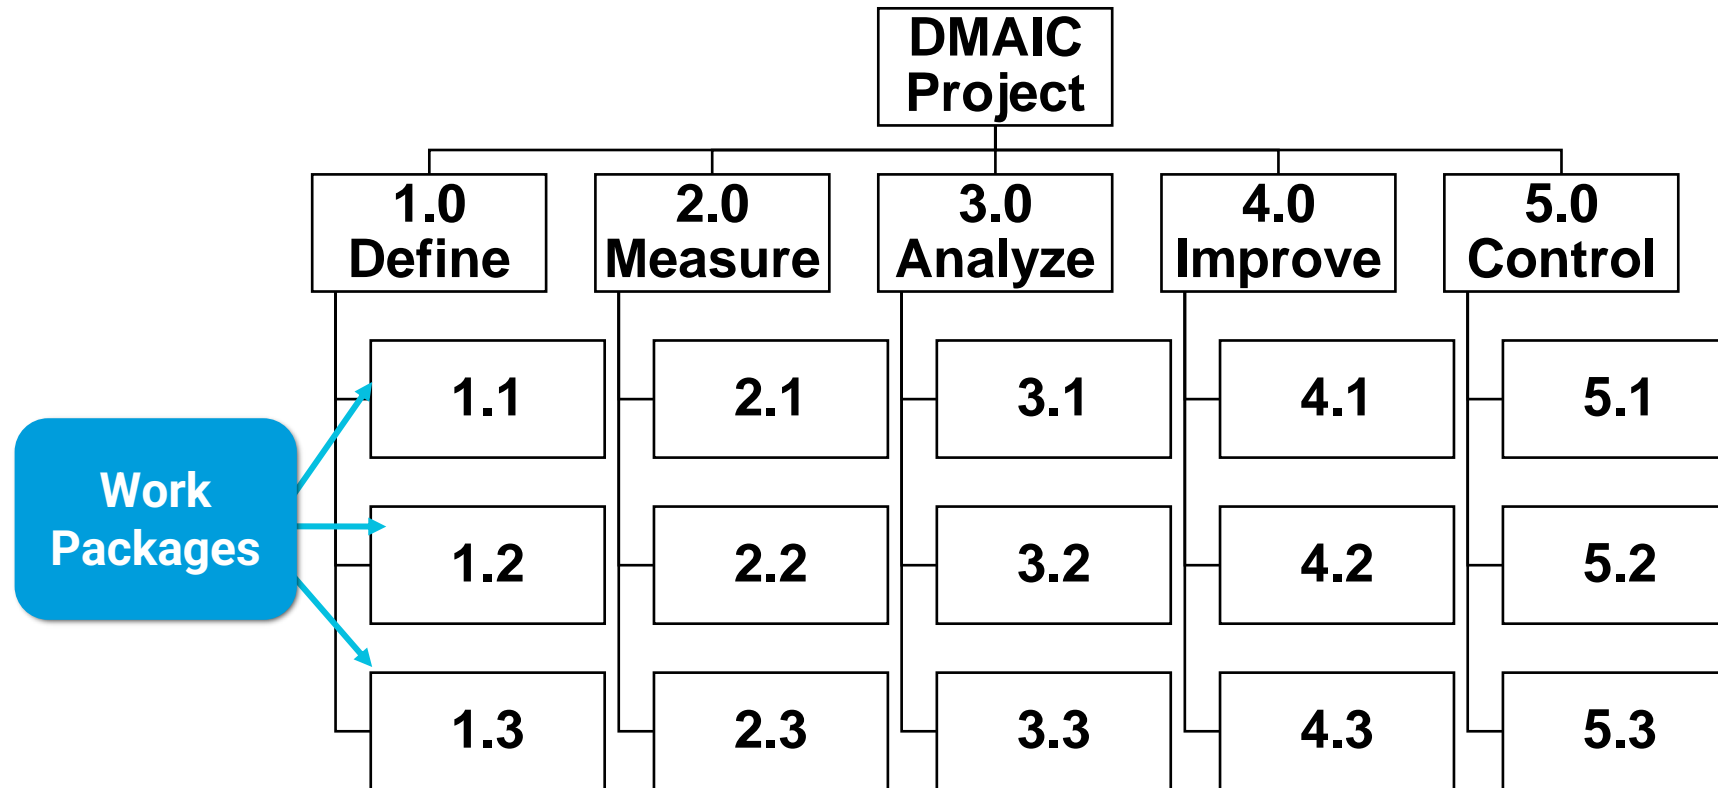 DMAIC
Project
1.0
Define
2.0
Measure
3.0
Analyze
4.0
Improve
5.0
Control
1.1
2.1
3.1
4.1
5.1
Work
Packages
1.2
2.2
3.2
4.2
5.2
1.3
2.3
3.3
4.3
5.3